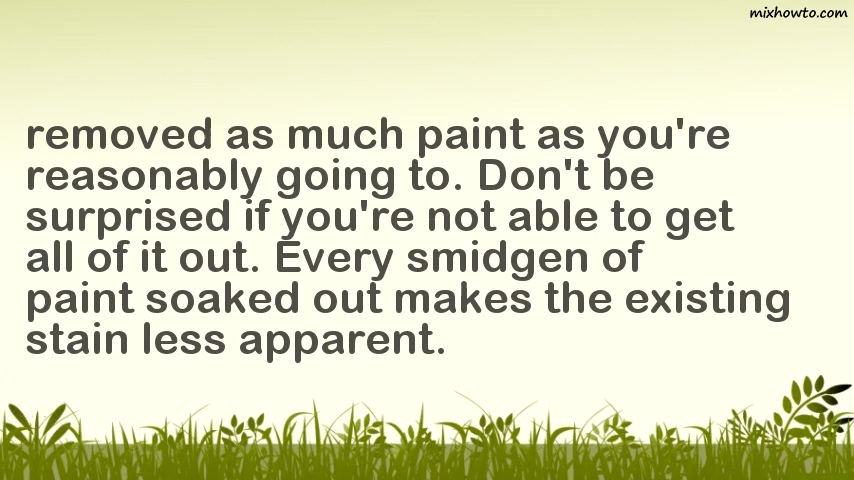 mixhowto.com
removed as much paint as you're
reasonably going to. Don't be
surprised if you're not able to get
all of it out. Every smidgen of
paint soaked out makes the existing
stain less apparent.